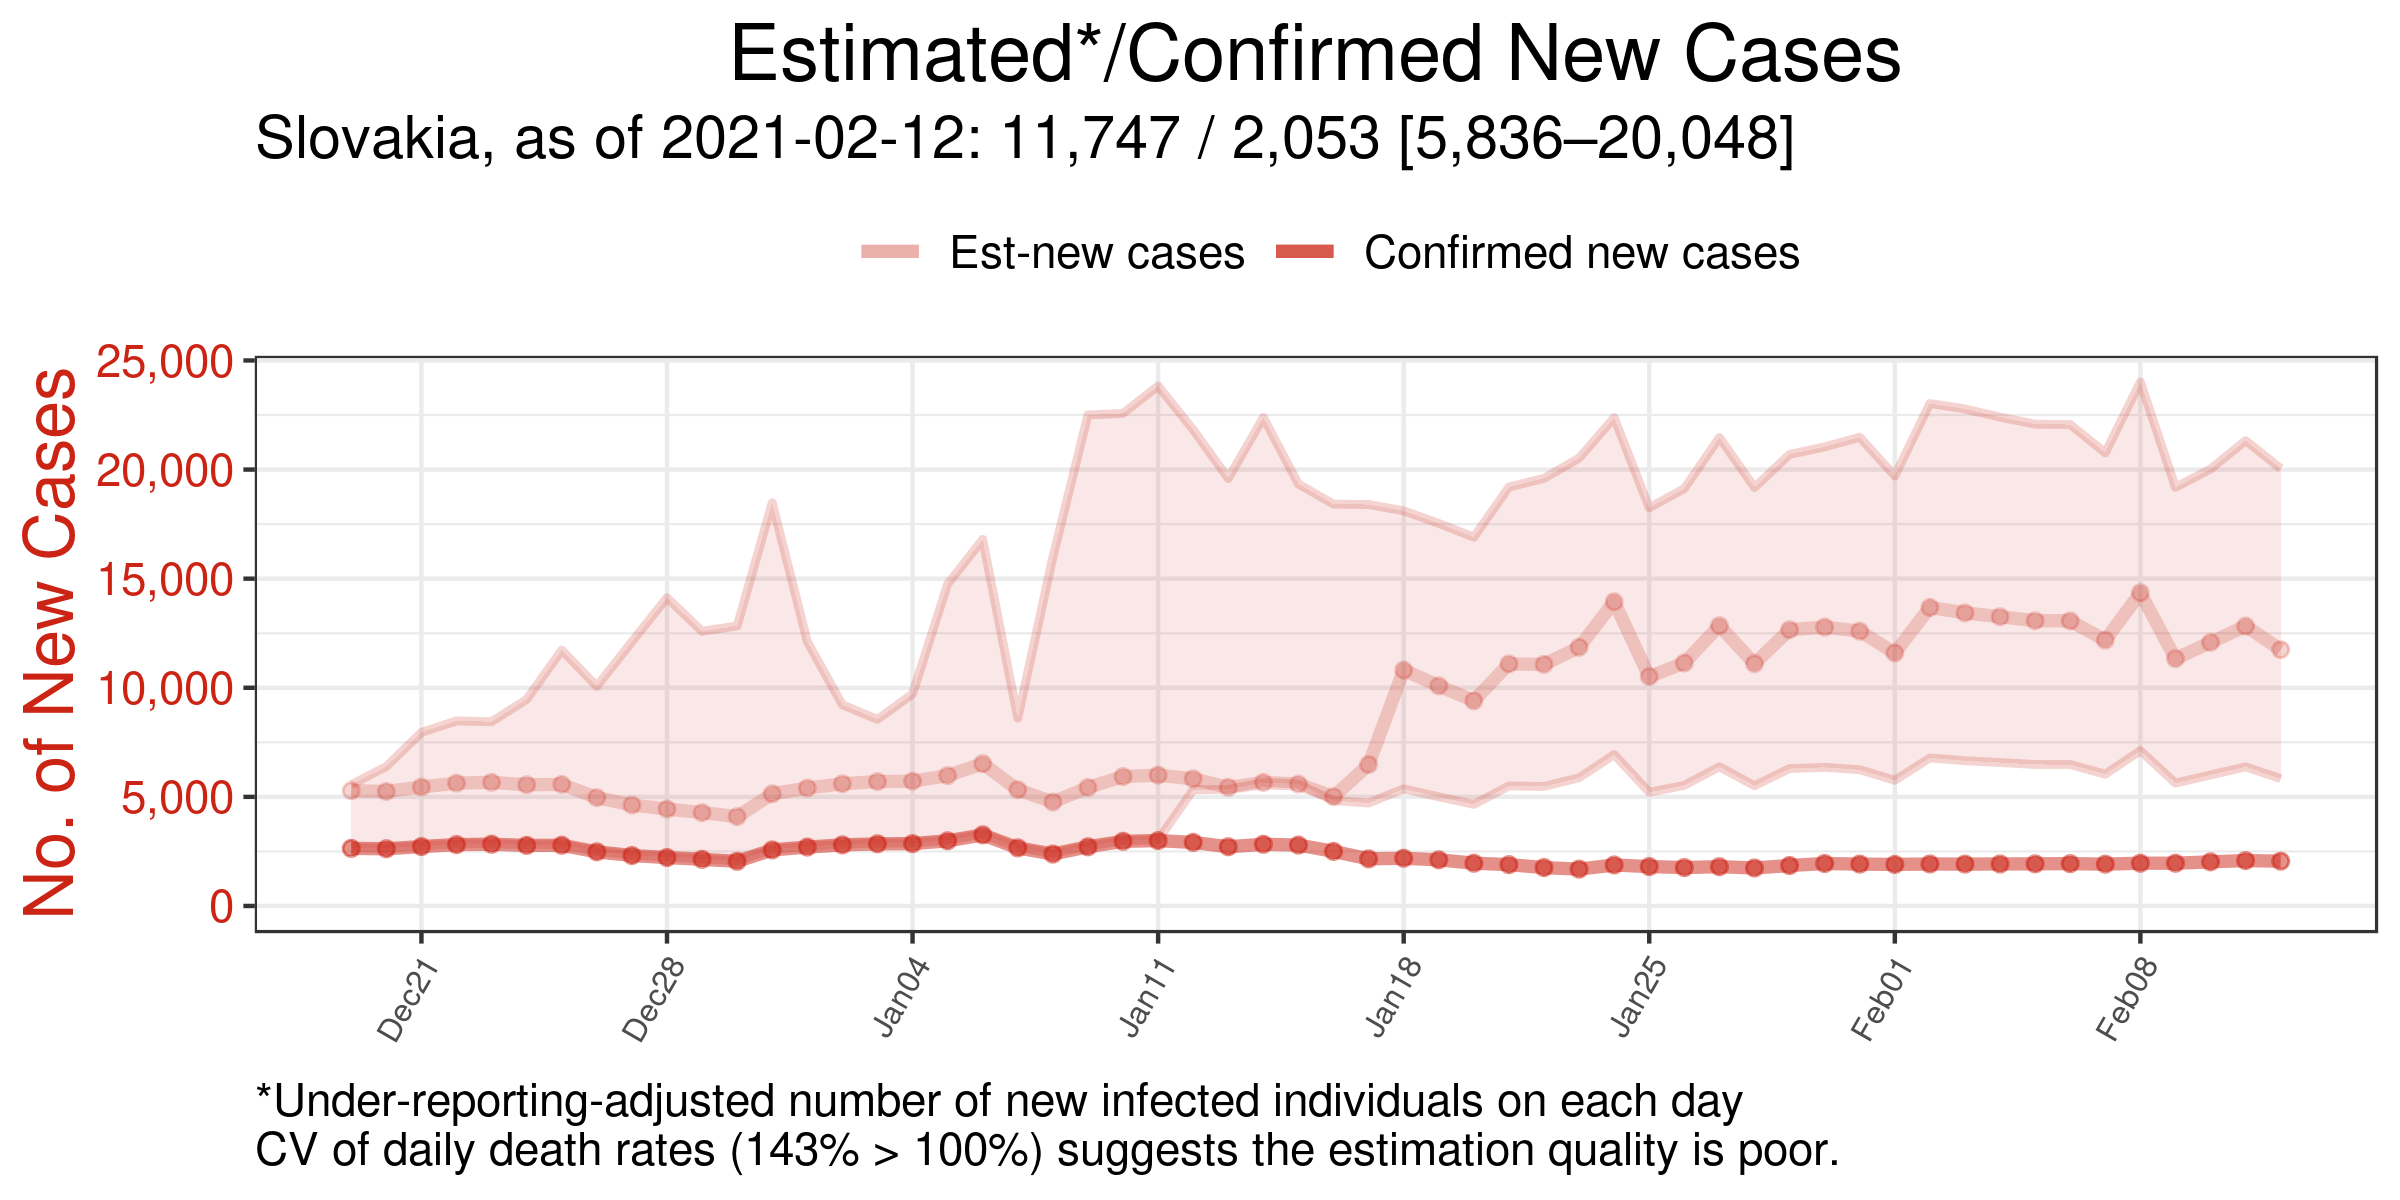 Estimated*/Confirmed New Cases
Slovakia, as of 2021-02-12: 11,747 / 2,053 [5,836–20,048]
Est-new cases
Confirmed new cases
No. of New Cases
25,000
20,000
15,000
10,000
5,000
0
Dec21
Dec28
Jan04
Jan11
Jan18
Jan25
Feb01
Feb08
*Under-reporting-adjusted number of new infected individuals on each day
CV of daily death rates (143% > 100%) suggests the estimation quality is poor.